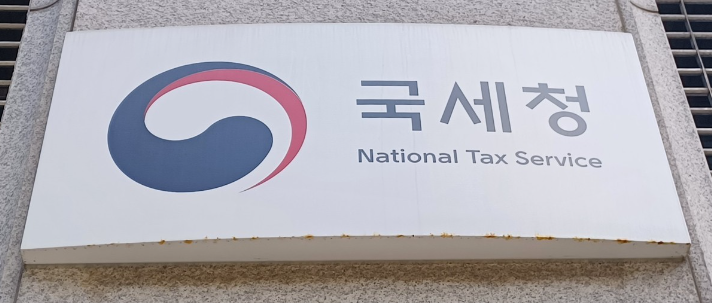 국세청
National Tax Service